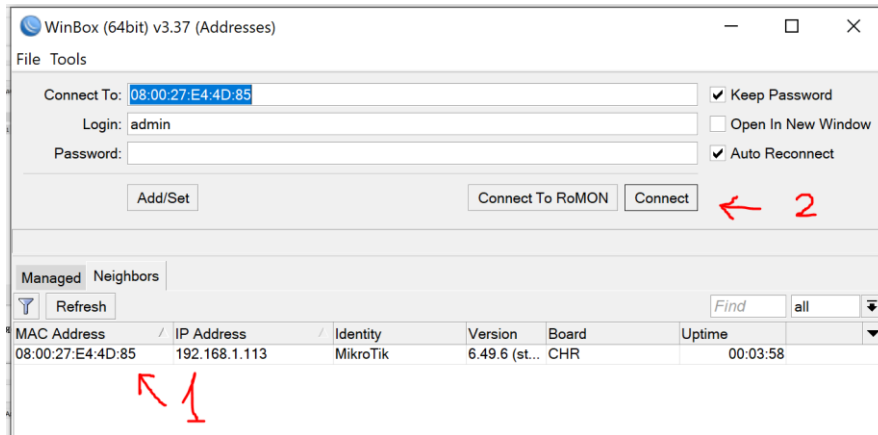 WinBox (64bit) v3.37 (Addresses)
File Tools
Connect To: 08:00:27:E4:4D:85
Keep Password
Login: admin
Open In New Window
Password:
Auto Reconnect
Add/Set
Connect To RoMON
Connect
2
Managed Neighbors
Refresh
Find
all
MAC Address IP Address Identity Version Board Uptime
08:00:27:E4:4D:85 192.168.1.113 MikroTik 6.49.6 (st... CHR 00:03:58
1